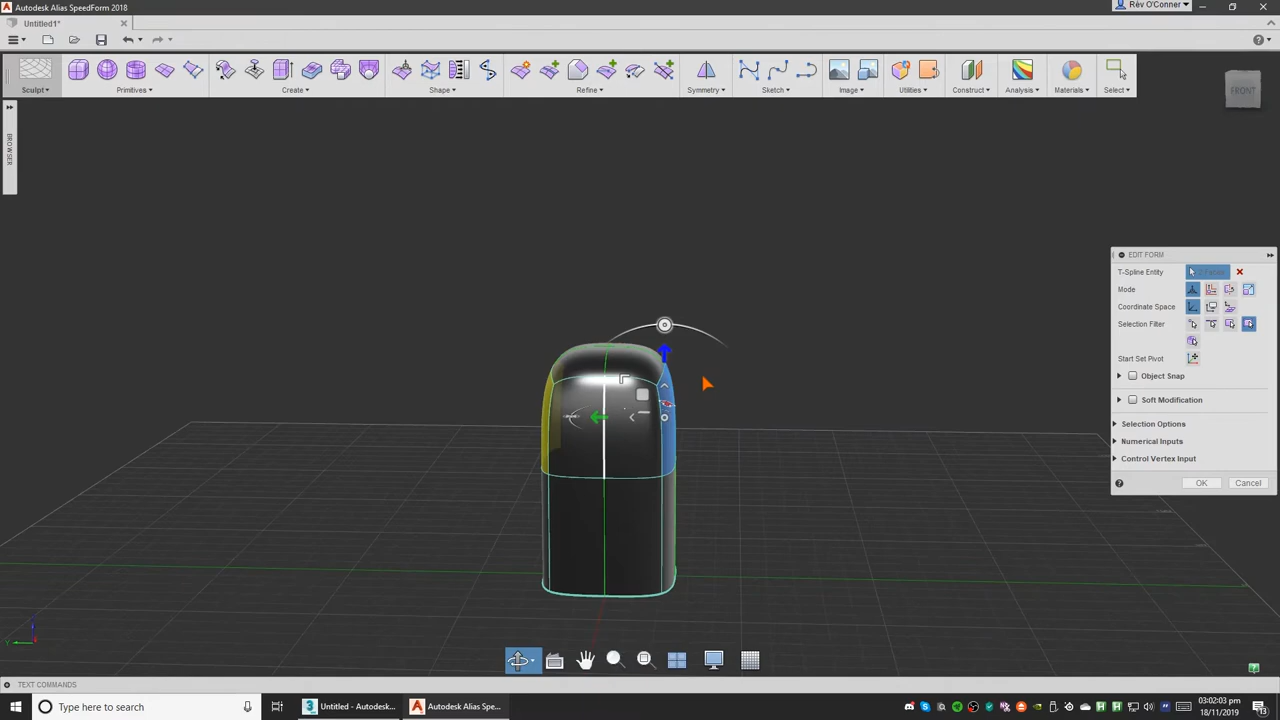 Autodesk Alias SpeedForm 2018
Rèv O'Conner
Untitled1*
Sculpt
Primitives
Create
Shape
Refine
Symmetry
Sketch
Image
Utilities
Construct
Analysis
Materials
Select
FRONT
BROWSER
EDIT FORM
T-Spline Entity
Mode
Coordinate Space
Selection Filter
Start Set Pivot
Object Snap
Soft Modification
Selection Options
Numerical Inputs
Control Vertex Input
OK
Cancel
TEXT COMMANDS
Type here to search
Untitled - Autodesk...
Autodesk Alias Spe...
03:02:03 pm
18/11/2019